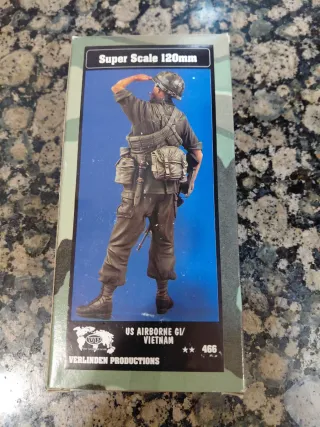 Super Scale 120mm
US AIRBORNE GI/
VIETNAM
466
VERLINDEN PRODUCTIONS